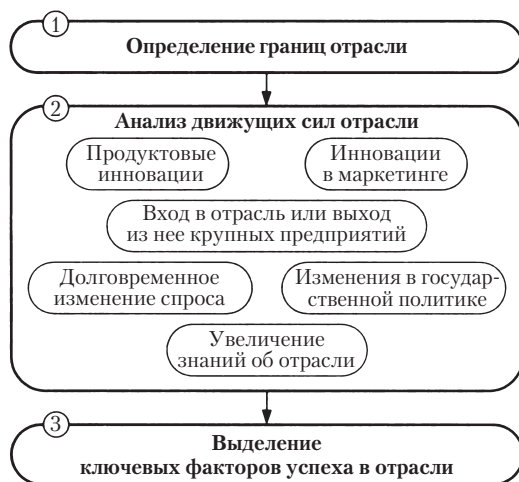 1
Определение границ отрасли
2
Анализ движущих сил отрасли
Продуктовые
инновации
Инновации
в маркетинге
Вход в отрасль или выход
из нее крупных предприятий
Долговременное
изменение спроса
Изменения в государ-
ственной политике
Увеличение
знаний об отрасли
3
Выделение
ключевых факторов успеха в отрасли